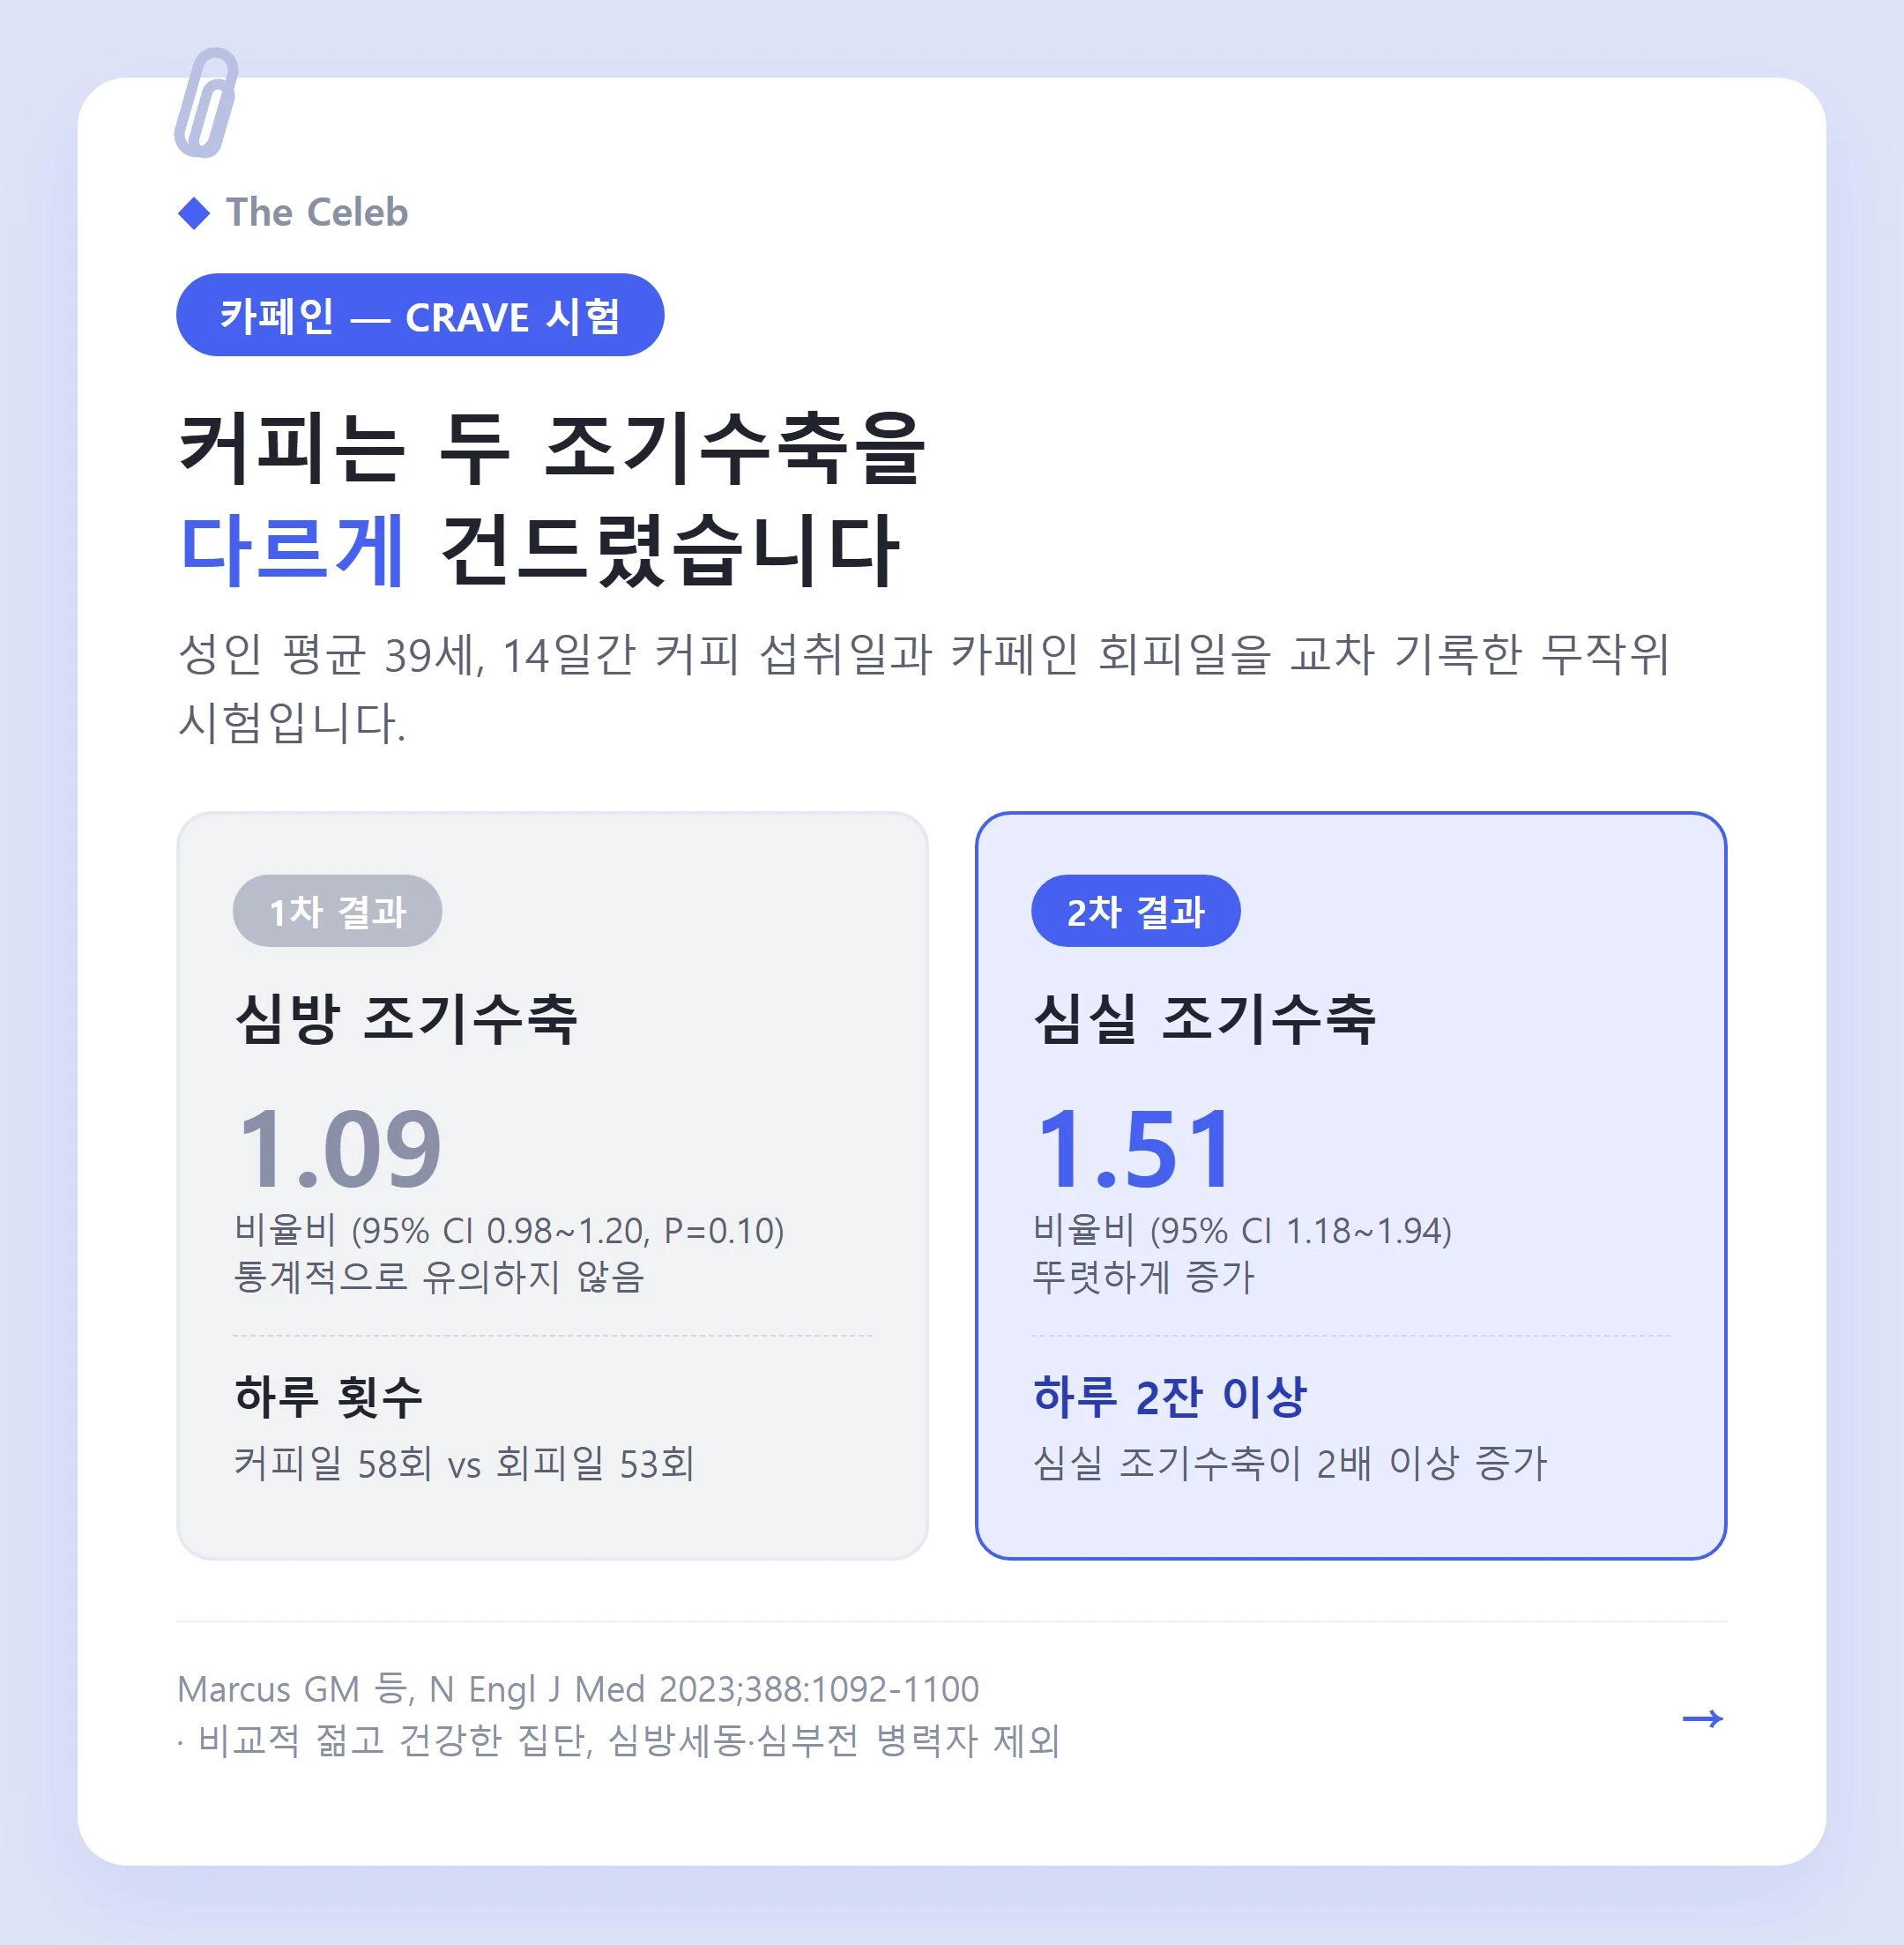 The Celeb
카페인 — CRAVE 시험
커피는 두 조기수축을
다르게 건드렸습니다
성인 평균 39세, 14일간 커피 섭취일과 카페인 회피일을 교차 기록한 무작위
시험입니다.
1차 결과
심방 조기수축
1.09
비율비 (95% CI 0.98~1.20, P=0.10)
통계적으로 유의하지 않음
하루 횟수
커피일 58회 vs 회피일 53회
2차 결과
심실 조기수축
1.51
비율비 (95% CI 1.18~1.94)
뚜렷하게 증가
하루 2잔 이상
심실 조기수축이 2배 이상 증가
Marcus GM 등, N Engl J Med 2023;388:1092-1100
· 비교적 젊고 건강한 집단, 심방세동·심부전 병력자 제외
→